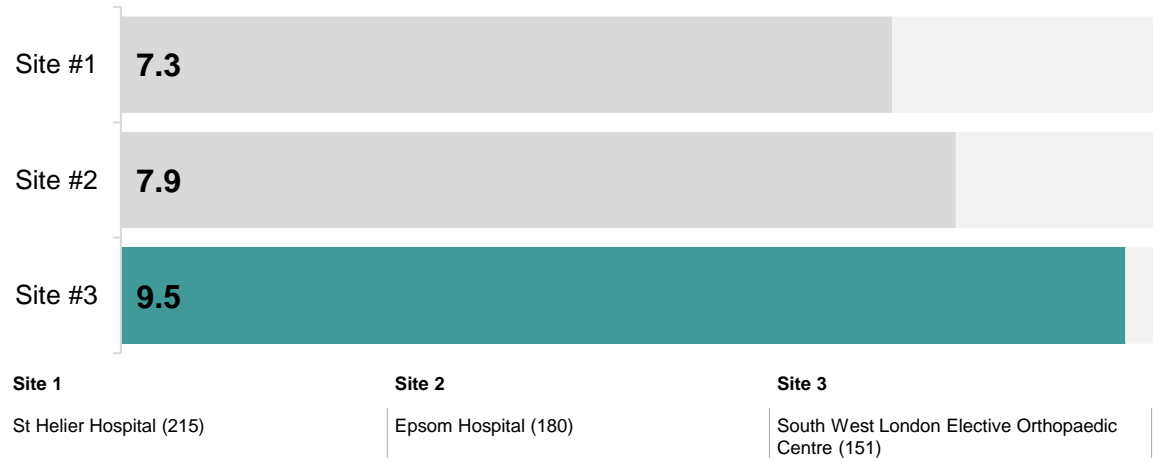 Site #1
7.3
Site #2
7.9
Site #3
9.5
Site 1
Site 2
Site 3
St Helier Hospital (215)
Epsom Hospital (180)
South West London Elective Orthopaedic
Centre (151)